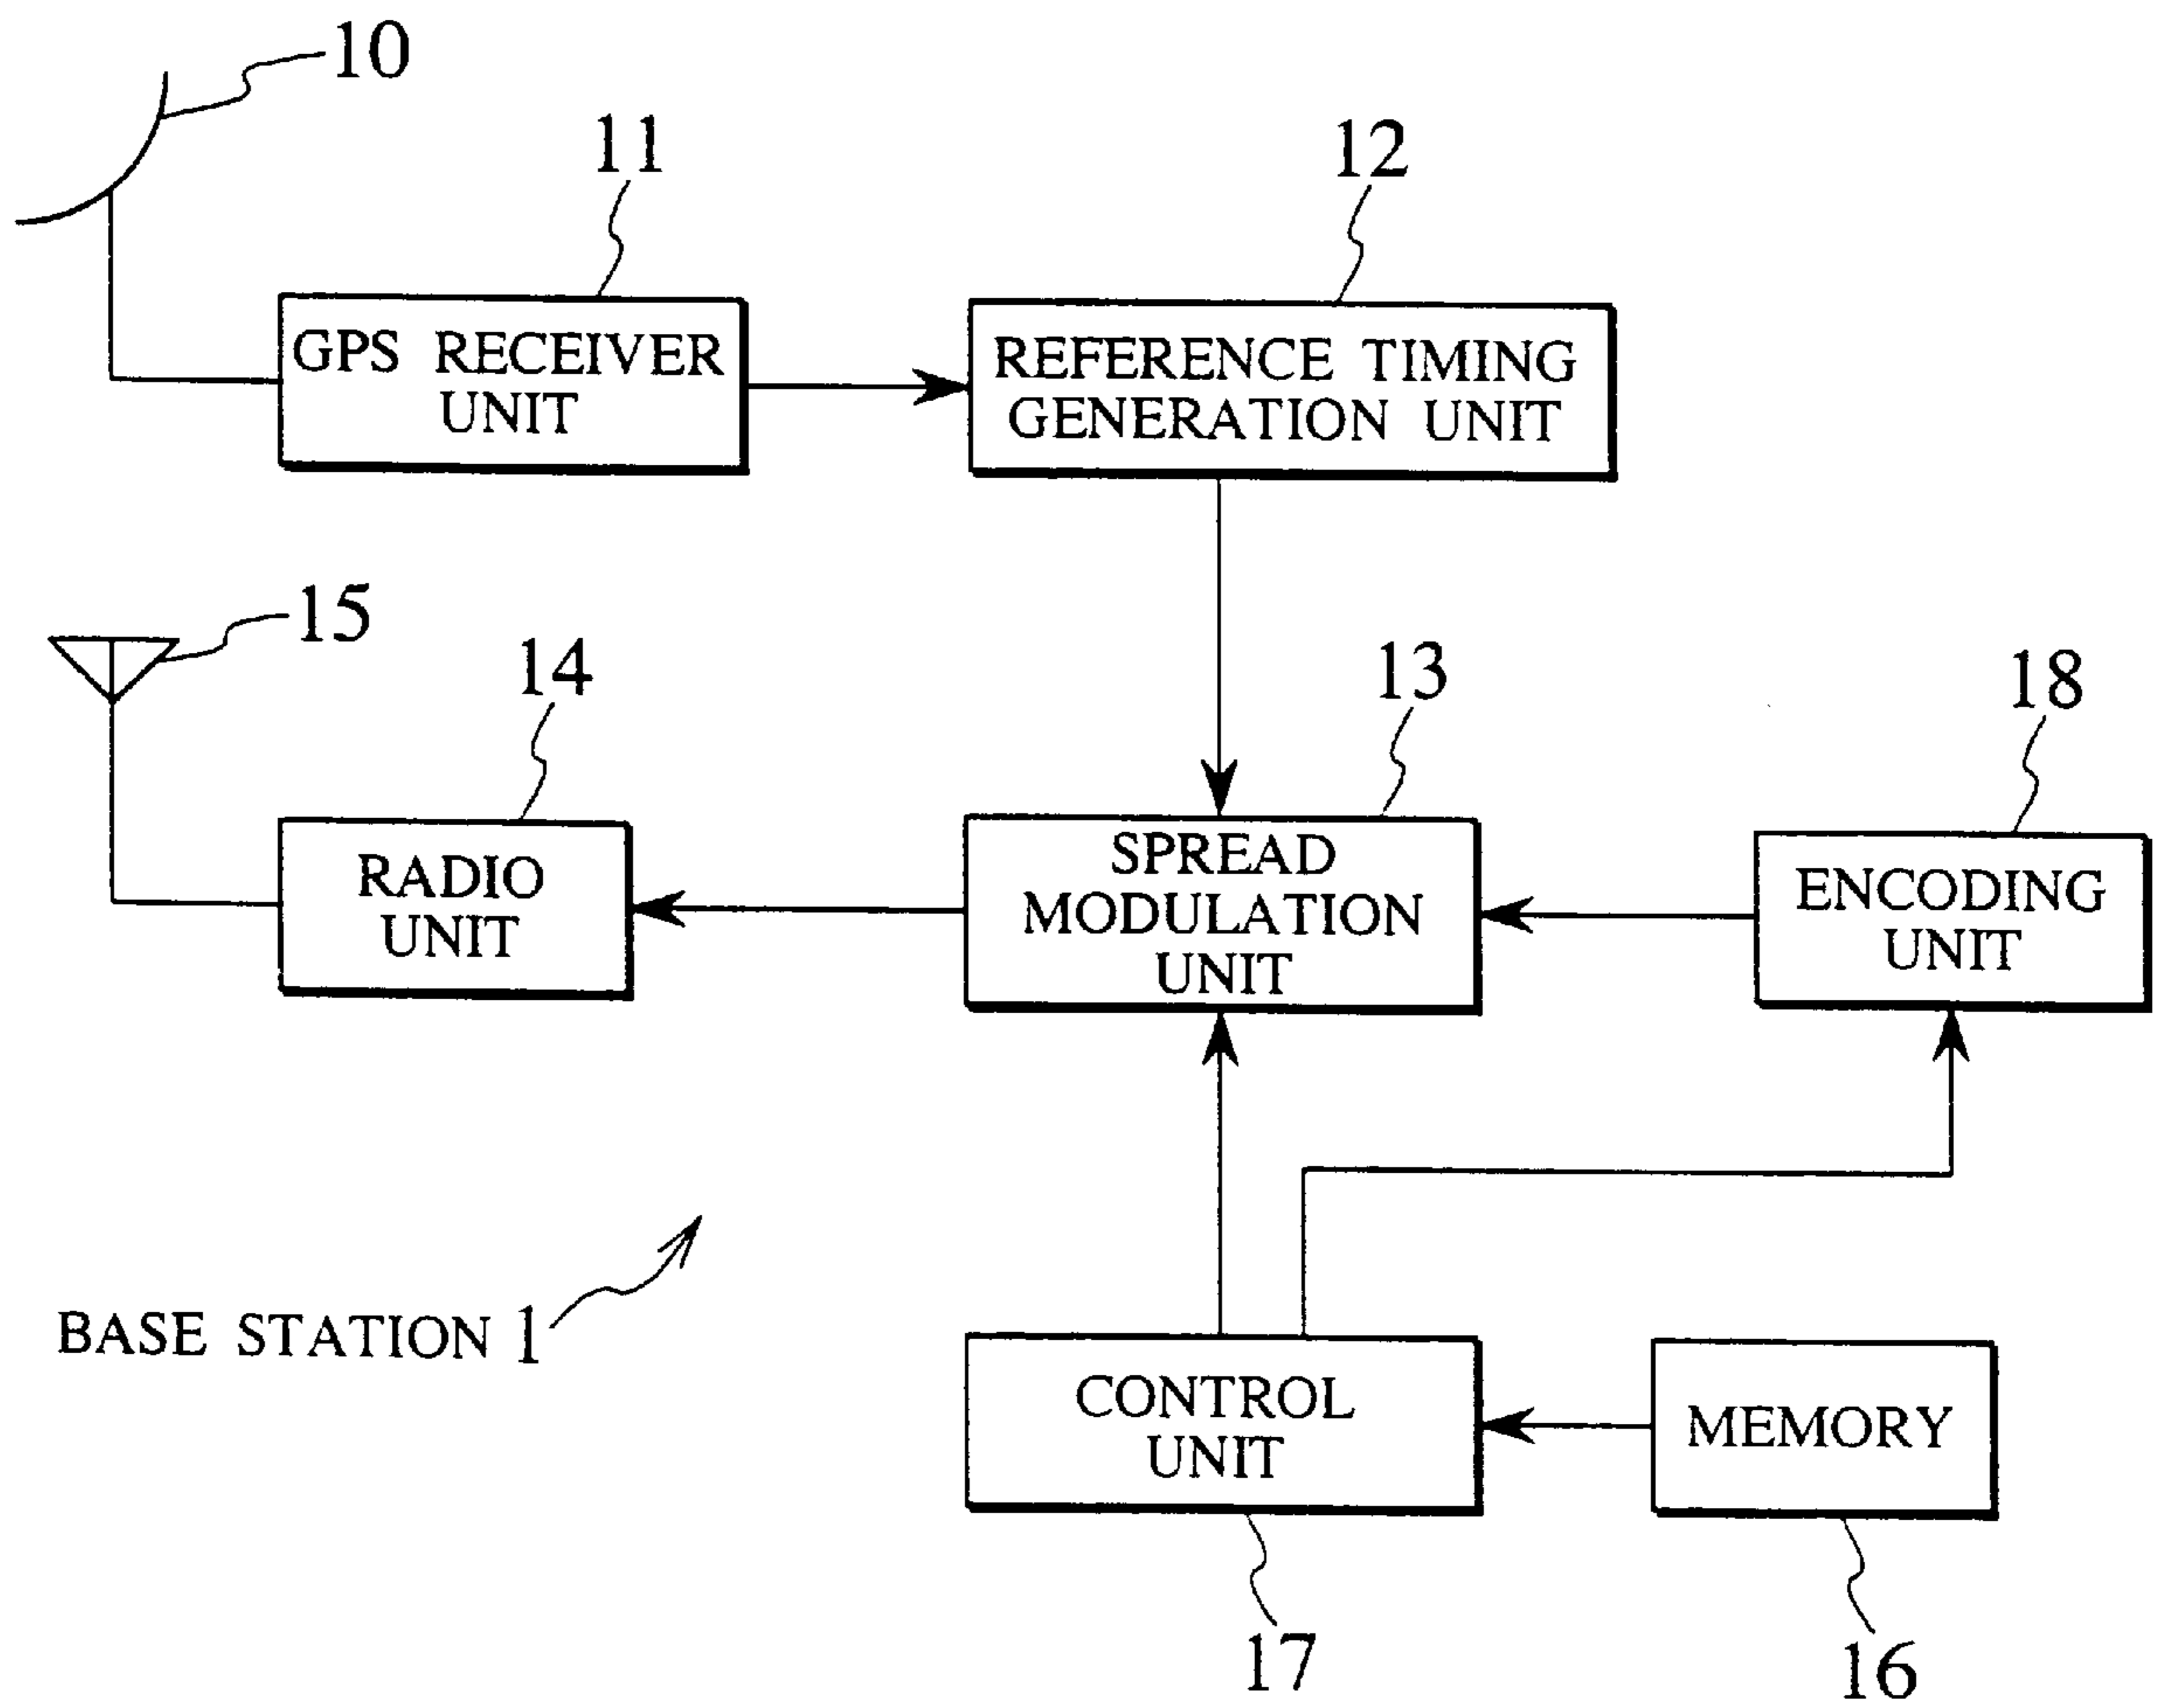 10
11
12
GPS RECEIVER
UNIT
REFERENCE TIMING
GENERATION UNIT
15
14
13
18
RADIO
UNIT
SPREAD
MODULATION
UNIT
ENCODING
UNIT
BASE STATION 1
CONTROL
UNIT
MEMORY
17
16